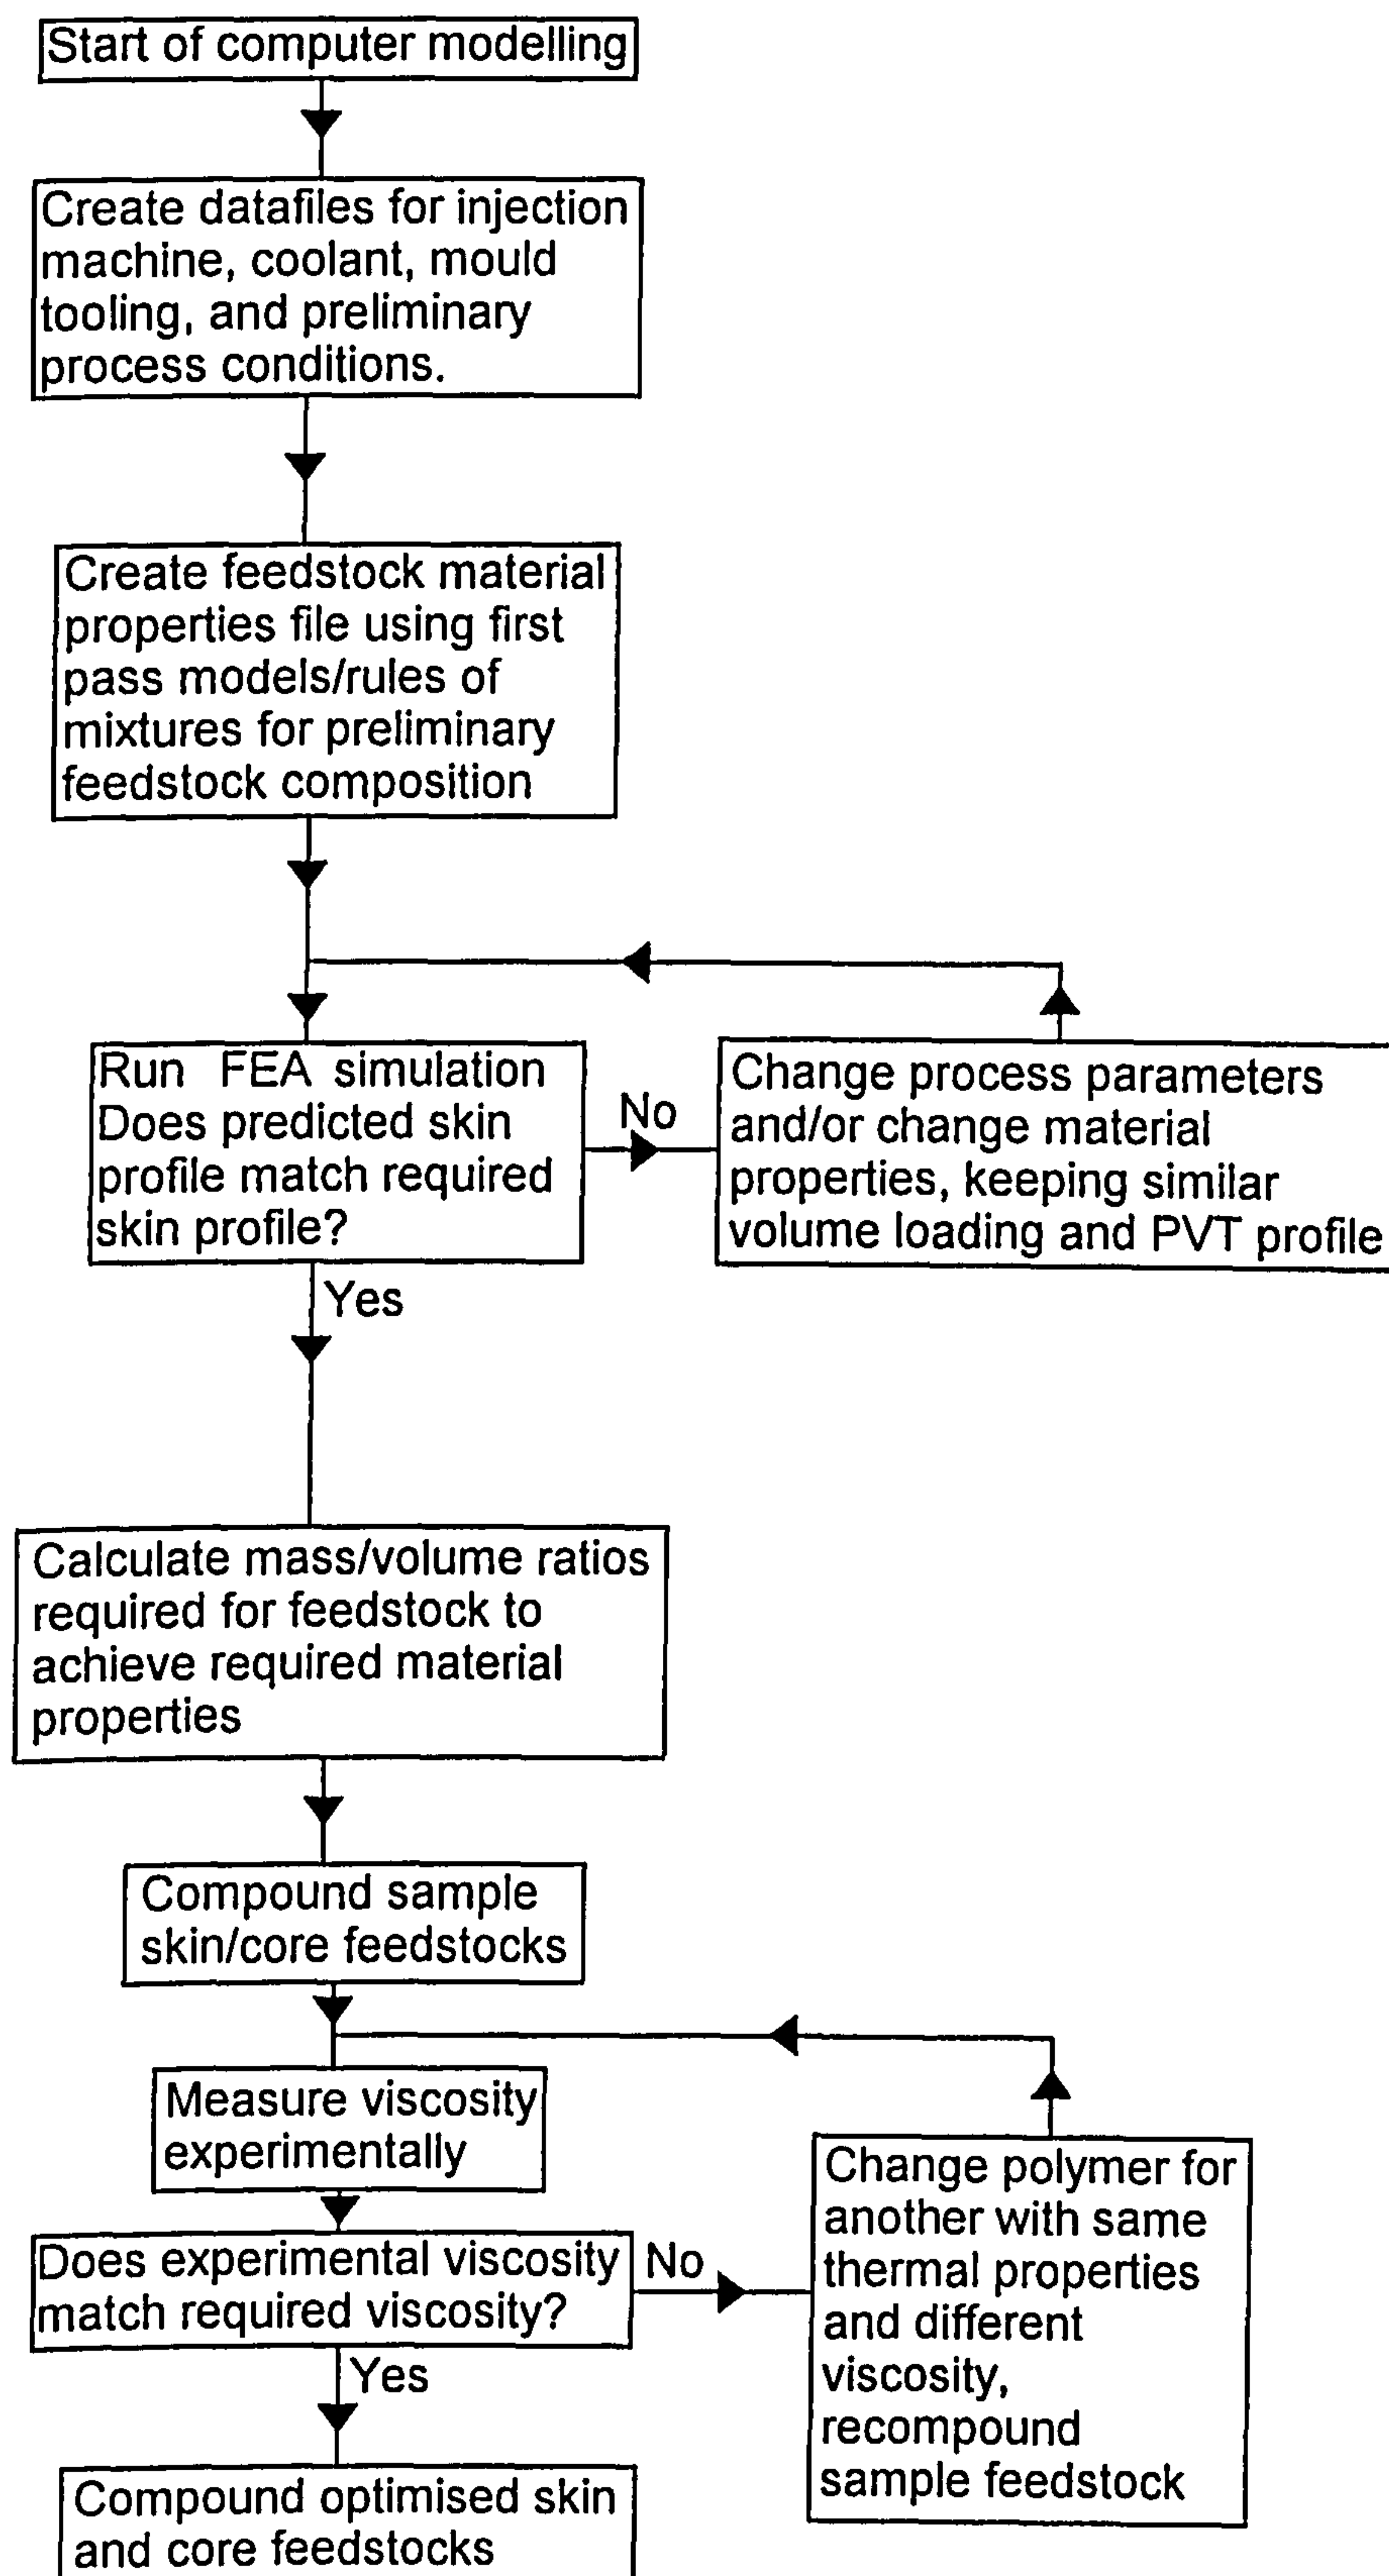 Start of computer modelling
Create datafiles for injection
machine, coolant, mould
tooling, and preliminary
process conditions.
Create feedstock material
properties file using first
pass models/rules of
mixtures for preliminary
feedstock composition
Run FEA simulation
Does predicted skin
profile match required
skin profile?
No
Change process parameters
and/or change material
properties, keeping similar
volume loading and PVT profile
Yes
Calculate mass/volume ratios
required for feedstock to
achieve required material
properties
Compound sample
skin/core feedstocks
Measure viscosity
experimentally
Does experimental viscosity
match required viscosity?
No
Change polymer for
another with same
thermal properties
and different
viscosity,
recompound
sample feedstock
Yes
Compound optimised skin
and core feedstocks